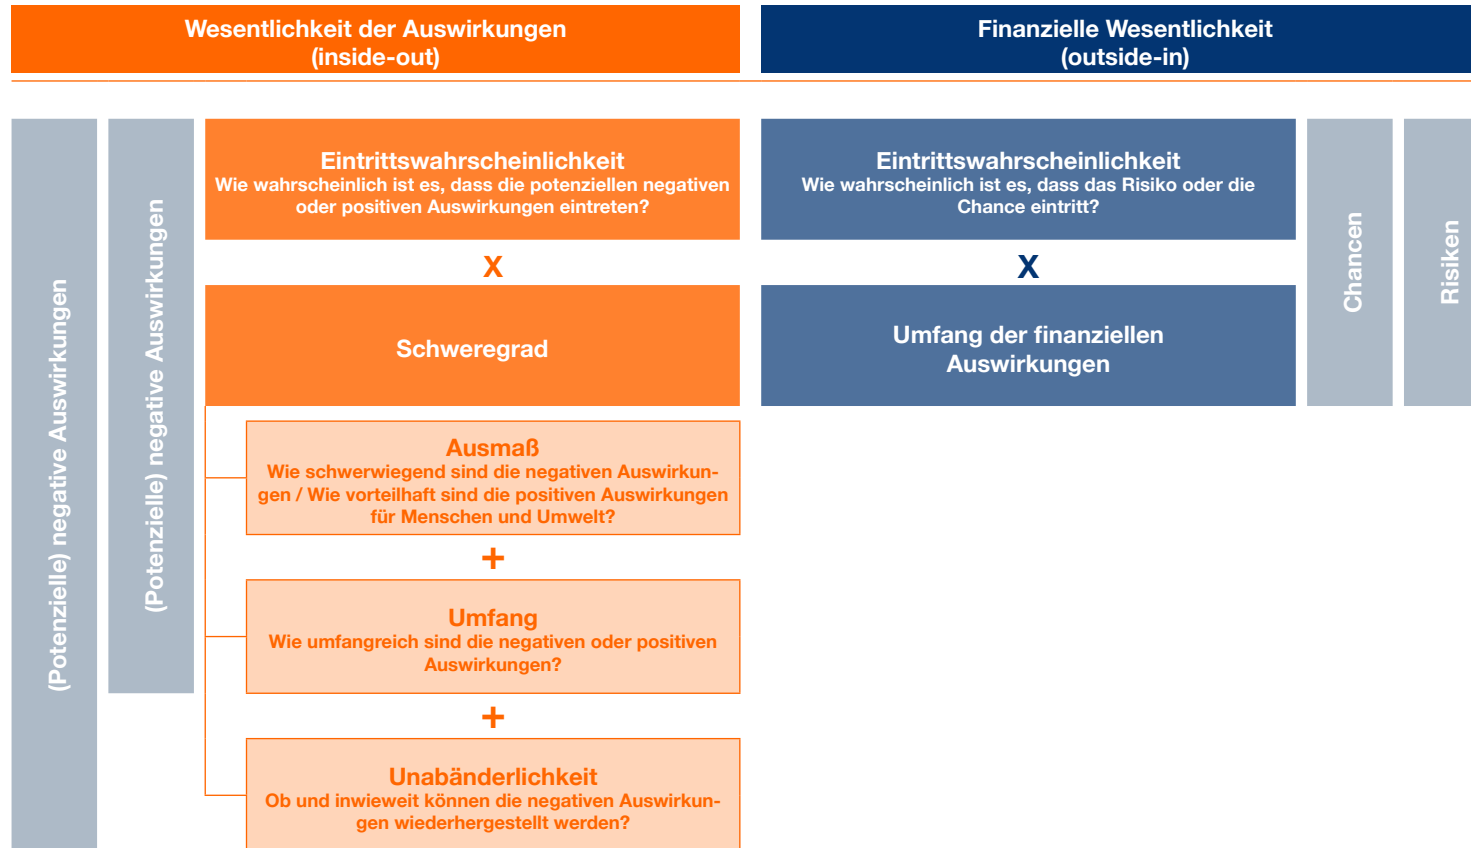 Wesentlichkeit der Auswirkungen
(inside-out)
Finanzielle Wesentlichkeit
(outside-in)
(Potenzielle) negative Auswirkungen
(Potenzielle) negative Auswirkungen
Eintrittswahrscheinlichkeit
Wie wahrscheinlich ist es, dass die potenziellen negativen
oder positiven Auswirkungen eintreten?
X
Schweregrad
Ausmaß
Wie schwerwiegend sind die negativen Auswirkun-
gen / Wie vorteilhaft sind die positiven Auswirkungen
für Menschen und Umwelt?
+
Umfang
Wie umfangreich sind die negativen oder positiven
Auswirkungen?
+
Unabänderlichkeit
Ob und inwieweit können die negativen Auswirkun-
gen wiederhergestellt werden?
Eintrittswahrscheinlichkeit
Wie wahrscheinlich ist es, dass das Risiko oder die
Chance eintritt?
X
Umfang der finanziellen
Auswirkungen
Chancen
Risiken